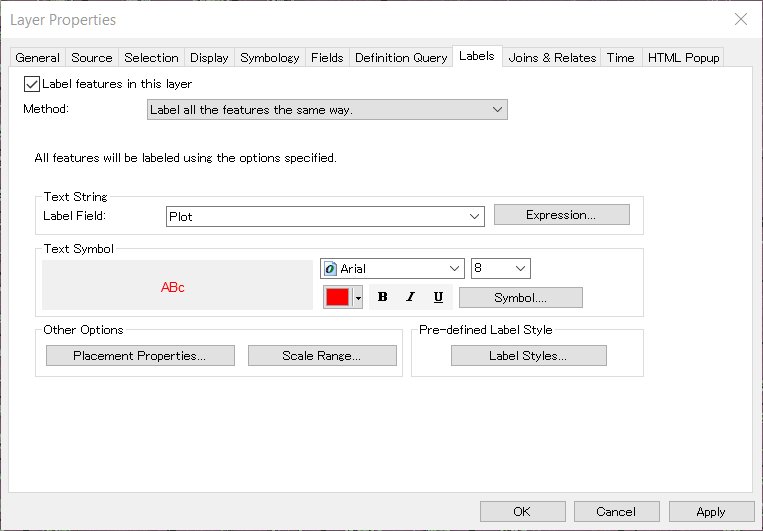 Layer Properties
General Source Selection Display Symbology Fields Definition Query Labels Joins & Relates Time HTML Popup
Label features in this layer
Method: Label all the features the same way.
All features will be labeled using the options specified.
Text String
Label Field: Plot Expression...
Text Symbol
ABc
Arial 8
B I U Symbol....
Other Options
Placement Properties... Scale Range...
Pre-defined Label Style
Label Styles...
OK Cancel Apply